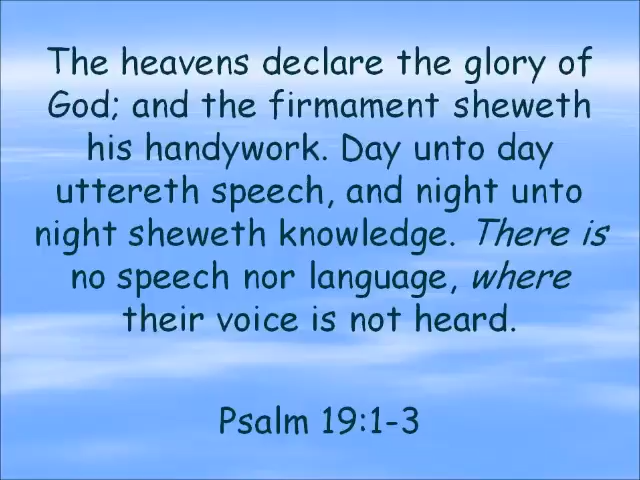 The heavens declare the glory of
God; and the firmament sheweth
his handywork. Day unto day
uttereth speech, and night unto
night sheweth knowledge. There is
no speech nor language, where
their voice is not heard.
Psalm 19:1-3